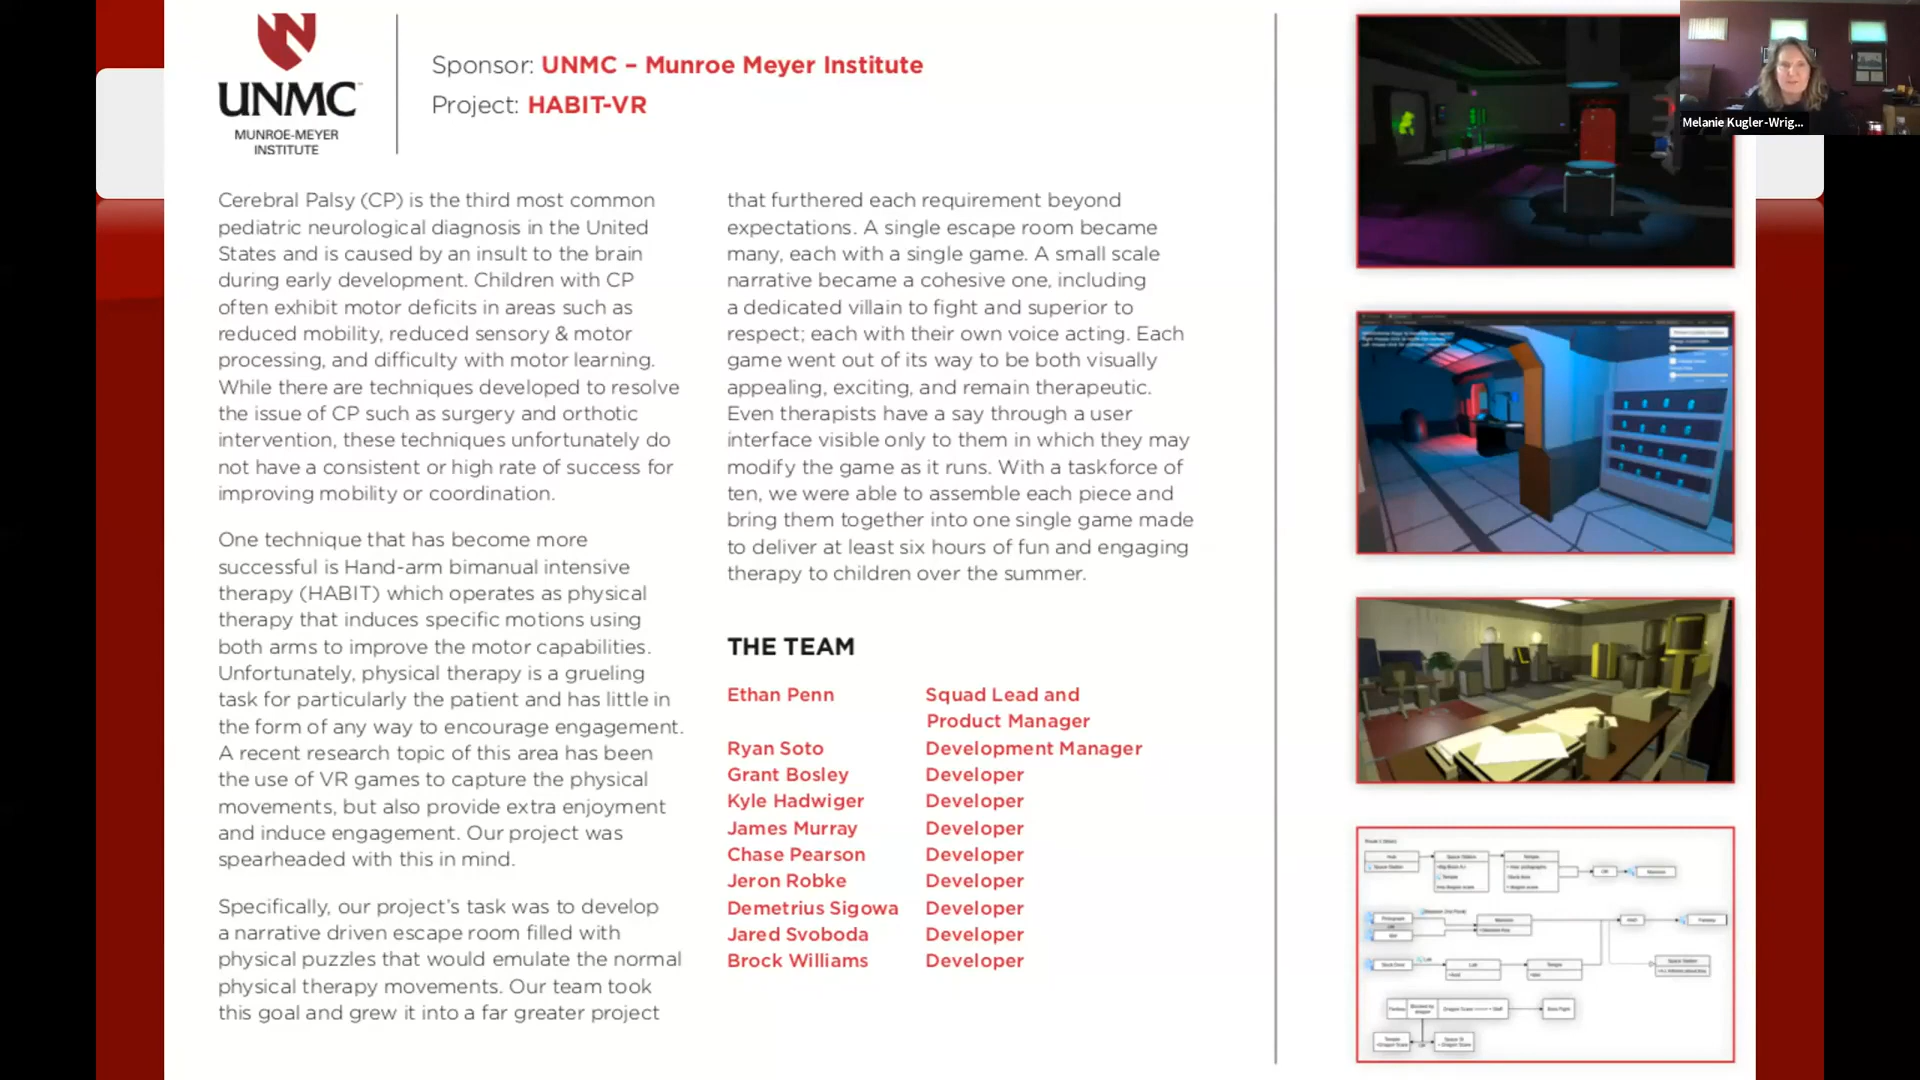 UNMC
MUNROE-MEYER
INSTITUTE
Sponsor: UNMC – Munroe Meyer Institute
Project: HABIT-VR
Melanie Kugler-Wrig...
Cerebral Palsy (CP) is the third most common
pediatric neurological diagnosis in the United
States and is caused by an insult to the brain
during early development. Children with CP
often exhibit motor deficits in areas such as
reduced mobility, reduced sensory & motor
processing, and difficulty with motor learning.
While there are techniques developed to resolve
the issue of CP such as surgery and orthotic
intervention, these techniques unfortunately do
not have a consistent or high rate of success for
improving mobility or coordination.
One technique that has become more
successful is Hand-arm bimanual intensive
therapy (HABIT) which operates as physical
therapy that induces specific motions using
both arms to improve the motor capabilities.
Unfortunately, physical therapy is a grueling
task for particularly the patient and has little in
the form of any way to encourage engagement.
A recent research topic of this area has been
the use of VR games to capture the physical
movements, but also provide extra enjoyment
and induce engagement. Our project was
spearheaded with this in mind.
Specifically, our project's task was to develop
a narrative driven escape room filled with
physical puzzles that would emulate the normal
physical therapy movements. Our team took
this goal and grew it into a far greater project
that furthered each requirement beyond
expectations. A single escape room became
many, each with a single game. A small scale
narrative became a cohesive one, including
a dedicated villain to fight and superior to
respect; each with their own voice acting. Each
game went out of its way to be both visually
appealing, exciting, and remain therapeutic.
Even therapists have a say through a user
interface visible only to them in which they may
modify the game as it runs. With a taskforce of
ten, we were able to assemble each piece and
bring them together into one single game made
to deliver at least six hours of fun and engaging
therapy to children over the summer.
THE TEAM
Ethan Penn Squad Lead and
Product Manager
Ryan Soto Development Manager
Grant Bosley Developer
Kyle Hadwiger Developer
James Murray Developer
Chase Pearson Developer
Jeron Robke Developer
Demetrius Sigowa Developer
Jared Svoboda Developer
Brock Williams Developer
Hub
Space Station
Temple
Space Station
Lab
Temple
Boss Fight